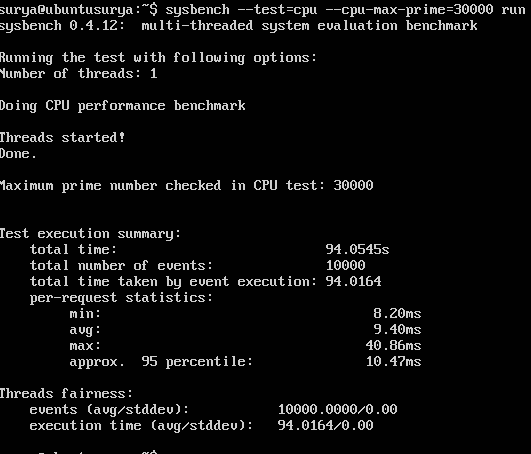 surya@ubuntusurya:~$ sysbench --test=cpu --cpu-max-prime=30000 run
sysbench 0.4.12:  multi-threaded system evaluation benchmark
Running the test with following options:
Number of threads: 1
Doing CPU performance benchmark
Threads started!
Done.
Maximum prime number checked in CPU test: 30000
Test execution summary:
    total time:                          94.0545s
    total number of events:              10000
    total time taken by event execution: 94.0164
    per-request statistics:
         min:                                  8.20ms
         avg:                                  9.40ms
         max:                                 40.86ms
         approx.  95 percentile:              10.47ms
Threads fairness:
    events (avg/stddev):           10000.0000/0.00
    execution time (avg/stddev):   94.0164/0.00